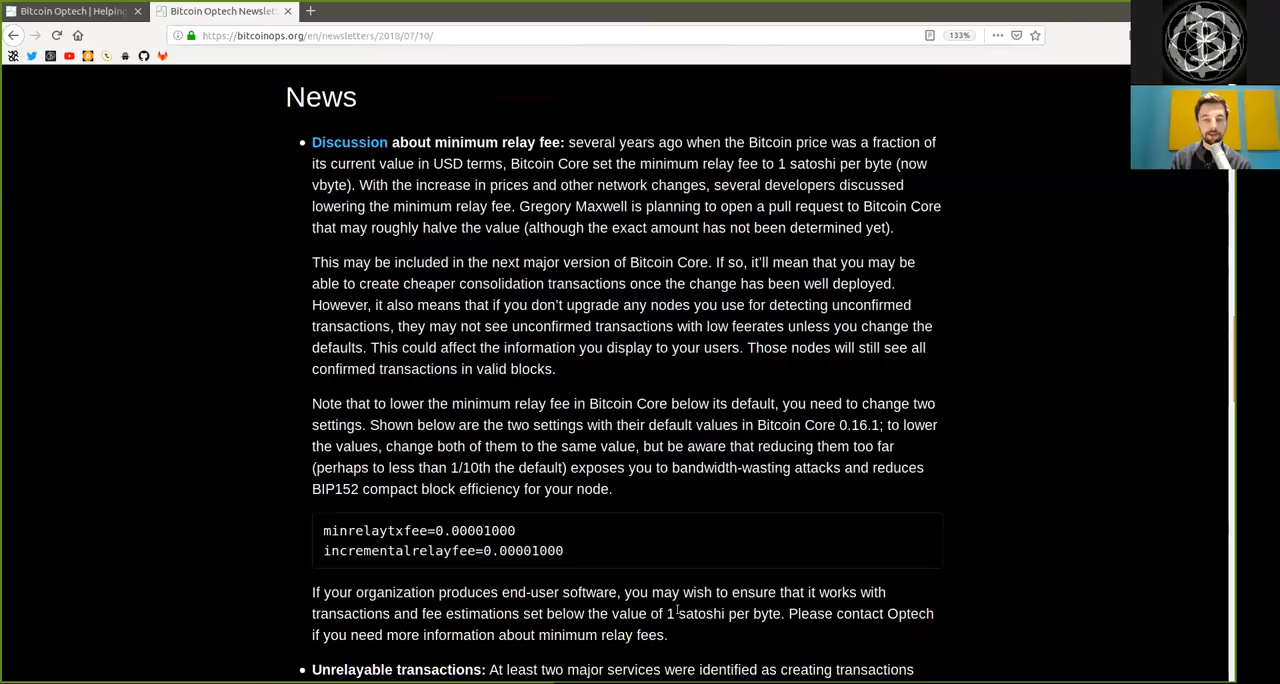 Bitcoin Optech | Helping
Bitcoin Optech Newslett
https://bitcoinops.org/en/newsletters/2018/07/10/
133%
News
Discussion about minimum relay fee: several years ago when the Bitcoin price was a fraction of
its current value in USD terms, Bitcoin Core set the minimum relay fee to 1 satoshi per byte (now
vbyte). With the increase in prices and other network changes, several developers discussed
lowering the minimum relay fee. Gregory Maxwell is planning to open a pull request to Bitcoin Core
that may roughly halve the value (although the exact amount has not been determined yet).
This may be included in the next major version of Bitcoin Core. If so, it’ll mean that you may be
able to create cheaper consolidation transactions once the change has been well deployed.
However, it also means that if you don’t upgrade any nodes you use for detecting unconfirmed
transactions, they may not see unconfirmed transactions with low feerates unless you change the
defaults. This could affect the information you display to your users. Those nodes will still see all
confirmed transactions in valid blocks.
Note that to lower the minimum relay fee in Bitcoin Core below its default, you need to change two
settings. Shown below are the two settings with their default values in Bitcoin Core 0.16.1; to lower
the values, change both of them to the same value, but be aware that reducing them too far
(perhaps to less than 1/10th the default) exposes you to bandwidth-wasting attacks and reduces
BIP152 compact block efficiency for your node.
minrelaytxfee=0.00001000
incrementalrelayfee=0.00001000
If your organization produces end-user software, you may wish to ensure that it works with
transactions and fee estimations set below the value of 1 satoshi per byte. Please contact Optech
if you need more information about minimum relay fees.
Unrelayable transactions: At least two major services were identified as creating transactions